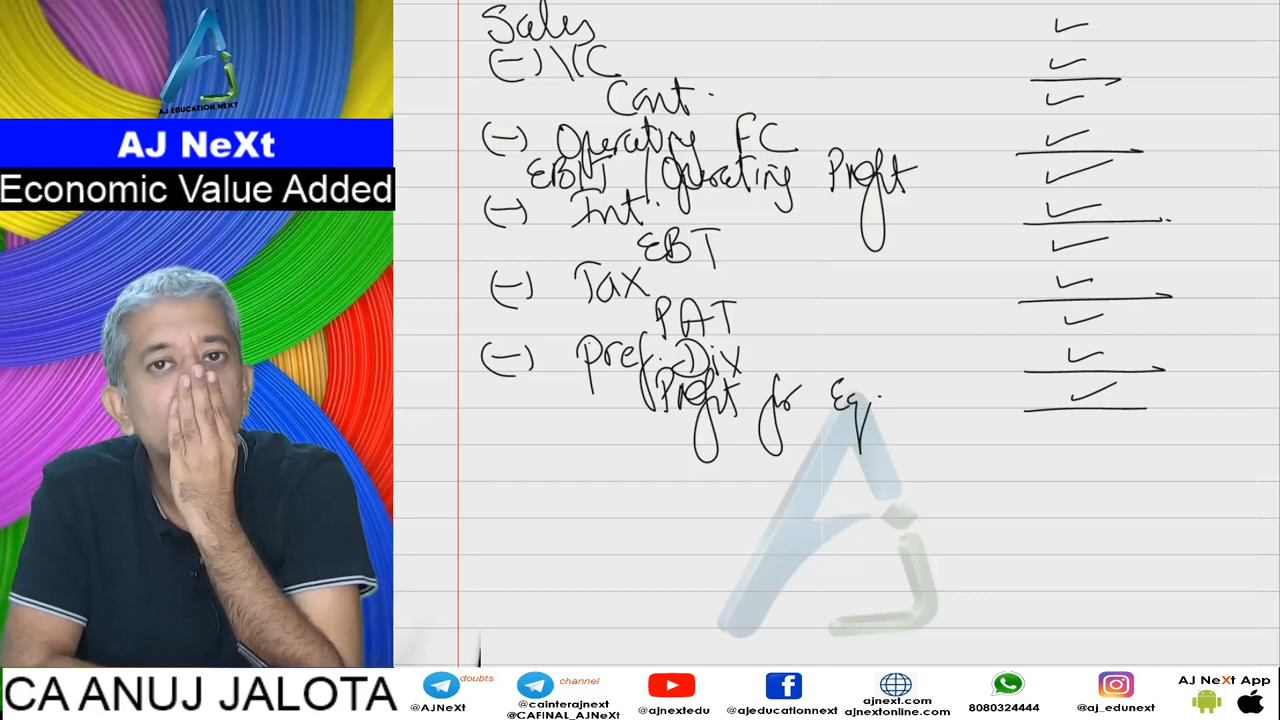 AJ EDUCATION NEXT
AJ NeXt
Economic Value Added
Sales
(-) VC
Cont.
(-) Operating FC
EBIT / Operating Profit
(-) Int.
EBT
(-) Tax
PAT
(-) Pref. Div
Profit for Eq.
CA ANUJ JALOTA
doubts
@AJNeXt
channel
@cainterajnext
@CAFINAL_AJNeXt
@ajnextedu
@ajeducationnext
ajnext.com
ajnextonline.com
8080324444
@aj_edunext
AJ NeXt App